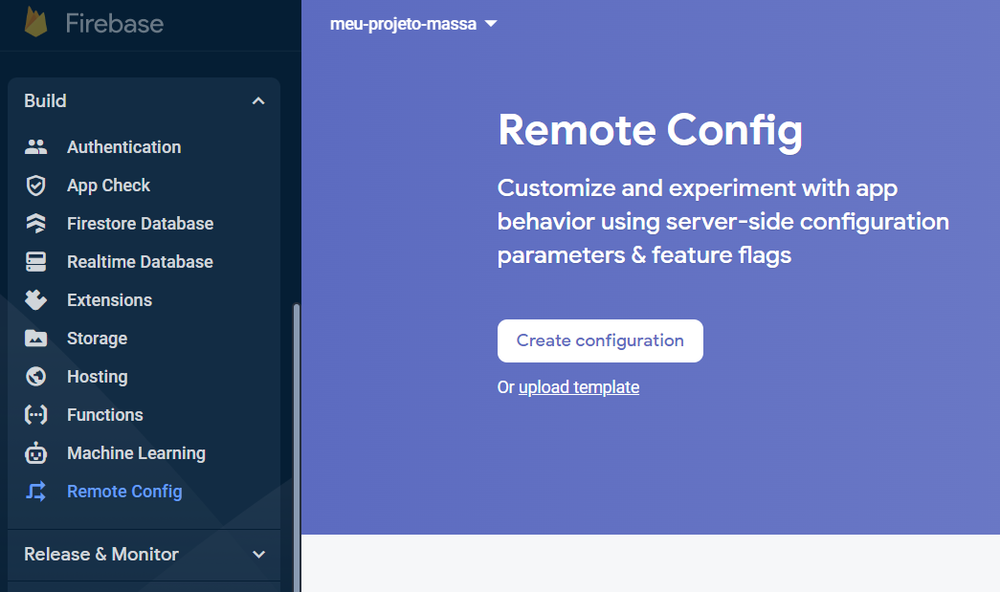 Firebase
Build
Authentication
App Check
Firestore Database
Realtime Database
Extensions
Storage
Hosting
Functions
Machine Learning
Remote Config
Release & Monitor
meu-projeto-massa
Remote Config
Customize and experiment with app
behavior using server-side configuration
parameters & feature flags
Create configuration
Or upload template